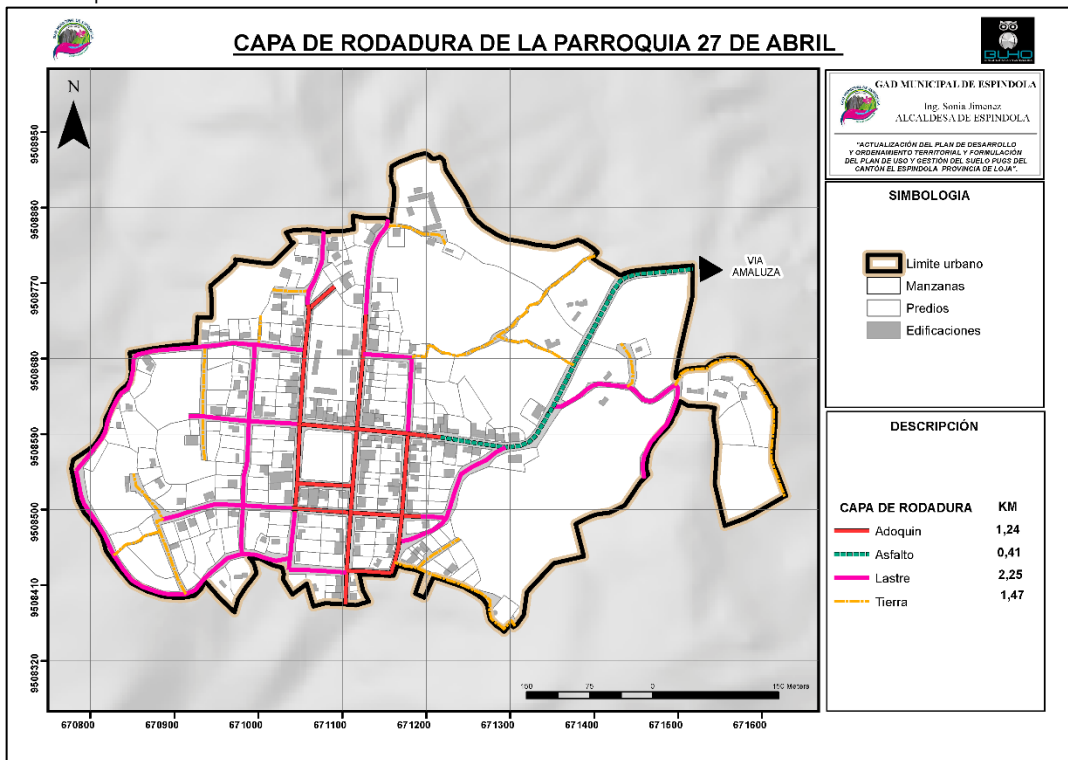 CAPA DE RODADURA DE LA PARROQUIA 27 DE ABRIL
BUHO
GAD MUNICIPAL DE ESPINDOLA
Ing. Sonia Jimenez
ALCALDESA DE ESPINDOLA
"ACTUALIZACIÓN DEL PLAN DE DESARROLLO
Y ORDENAMIENTO TERRITORIAL Y FORMULACIÓN
DEL PLAN DE USO Y GESTIÓN DEL SUELO PUGS DEL
CANTÓN EL ESPINDOLA PROVINCIA DE LOJA".
SIMBOLOGIA
Limite urbano
Manzanas
Predios
Edificaciones
DESCRIPCIÓN
CAPA DE RODADURA KM
Adoquin 1,24
Asfalto 0,41
Lastre 2,25
Tierra 1,47
N
VIA
AMALUZA
9508950
9508860
9508770
9508680
9508590
9508500
9508410
9508320
150 75 0 150 Meters
670800 670900 671000 671100 671200 671300 671400 671500 671600